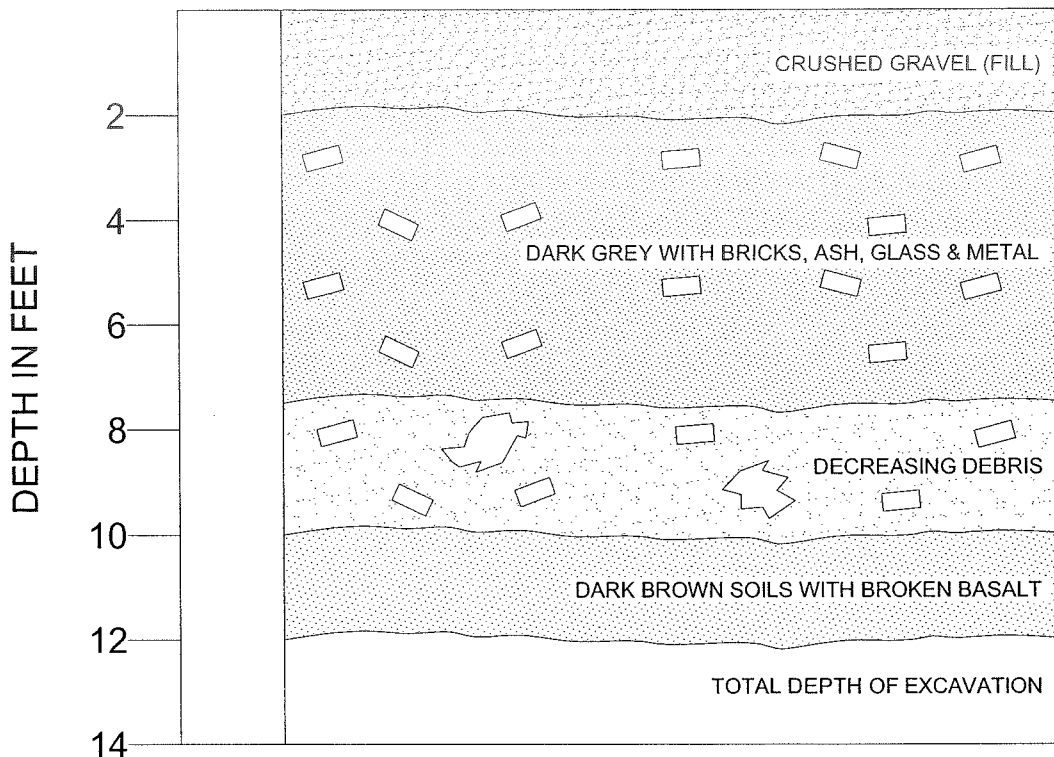 CRUSHED GRAVEL (FILL)
2
4
DARK GREY WITH BRICKS, ASH, GLASS & METAL
DEPTH IN FEET
6
8
DECREASING DEBRIS
10
DARK BROWN SOILS WITH BROKEN BASALT
12
TOTAL DEPTH OF EXCAVATION
14